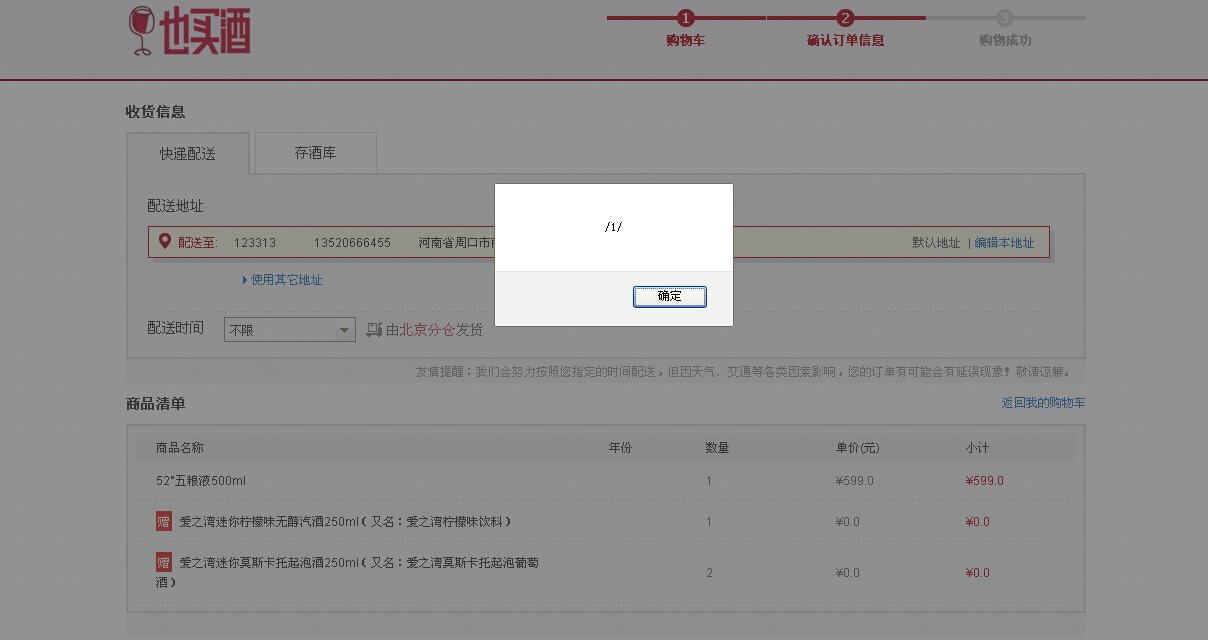 也买酒
1 2 3
购物车 确认订单信息 购物成功
收货信息
快递配送 存酒库
配送地址
/1/
配送至: 123313 13520666455 河南省周口市 默认地址 | 编辑本地址
使用其它地址
确定
配送时间 不限 由北京分仓发货
友情提醒：我们会努力按照您指定的时间配送，但因天气、交通等各类因素影响，您的订单有可能会有延误现象！敬请谅解。
商品清单 返回我的购物车
商品名称 年份 数量 单价(元) 小计
52°五粮液500ml 1 ¥599.0 ¥599.0
赠 爱之湾迷你柠檬味无醇汽酒250ml（又名：爱之湾柠檬味饮料） 1 ¥0.0 ¥0.0
赠 爱之湾迷你莫斯卡托起泡酒250ml（又名：爱之湾莫斯卡托起泡葡萄
酒） 2 ¥0.0 ¥0.0